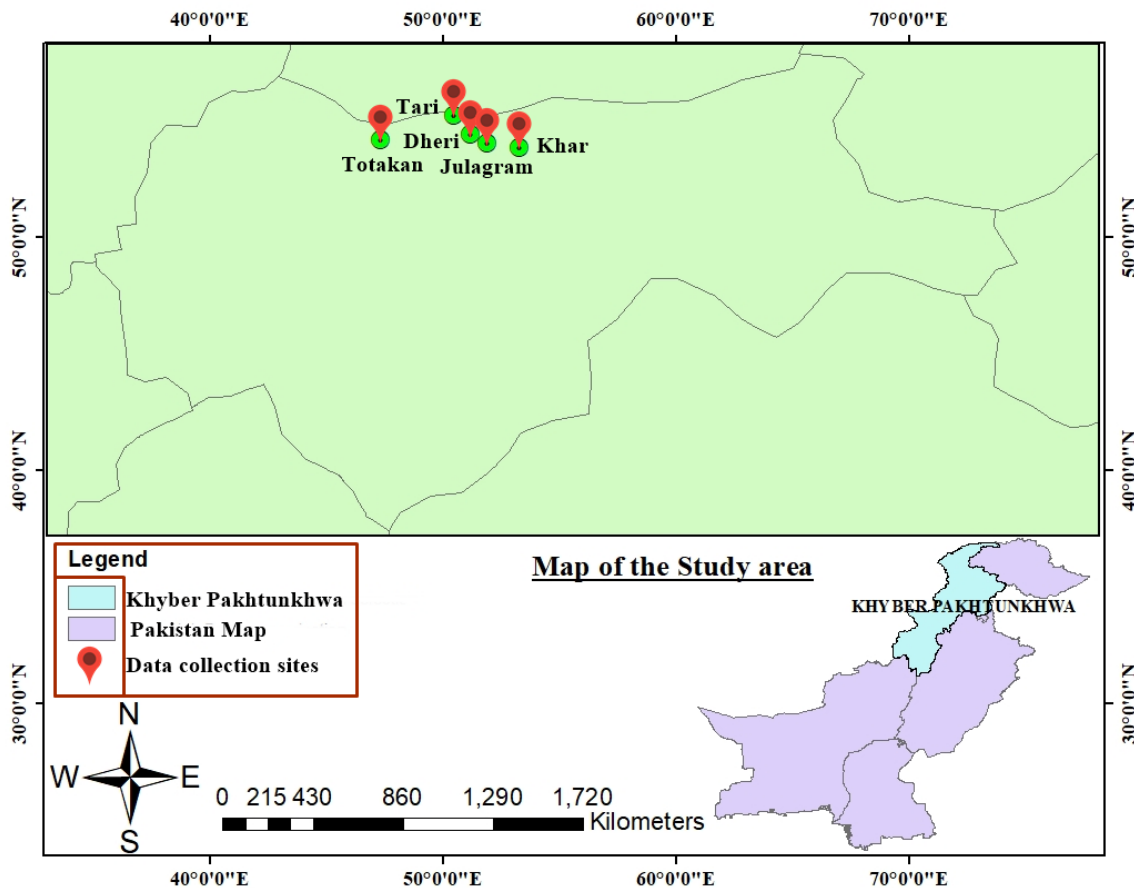 40°0'0"E 50°0'0"E 60°0'0"E 70°0'0"E
Tari
Dheri
Khar
Totakan
Julagram
50°0'0"N
50°0'0"N
40°0'0"N
40°0'0"N
Legend
Khyber Pakhtunkhwa
Pakistan Map
Data collection sites
Map of the Study area
KHYBER PAKHTUNKHWA
30°0'0"N
30°0'0"N
N
W
E
S
0 215 430 860 1,290 1,720
Kilometers
40°0'0"E 50°0'0"E 60°0'0"E 70°0'0"E